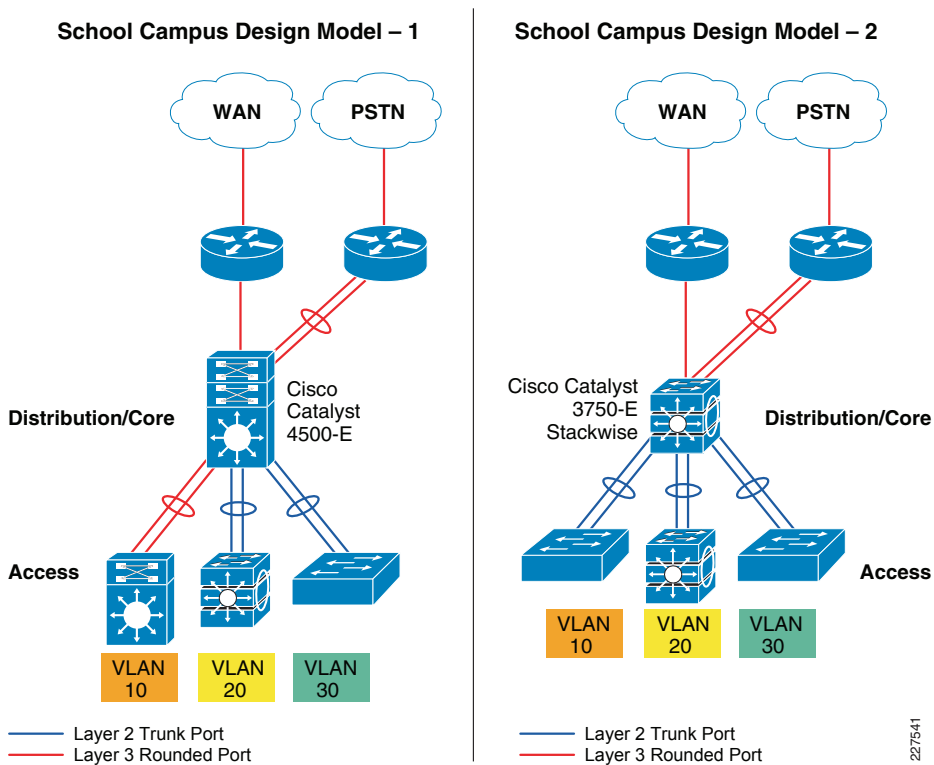 School Campus Design Model – 1
WAN
PSTN
Cisco
Catalyst
4500-E
Distribution/Core
Access
VLAN
10
VLAN
20
VLAN
30
Layer 2 Trunk Port
Layer 3 Rounded Port
School Campus Design Model – 2
WAN
PSTN
Cisco Catalyst
3750-E
Stackwise
Distribution/Core
Access
VLAN
10
VLAN
20
VLAN
30
Layer 2 Trunk Port
Layer 3 Rounded Port
227541